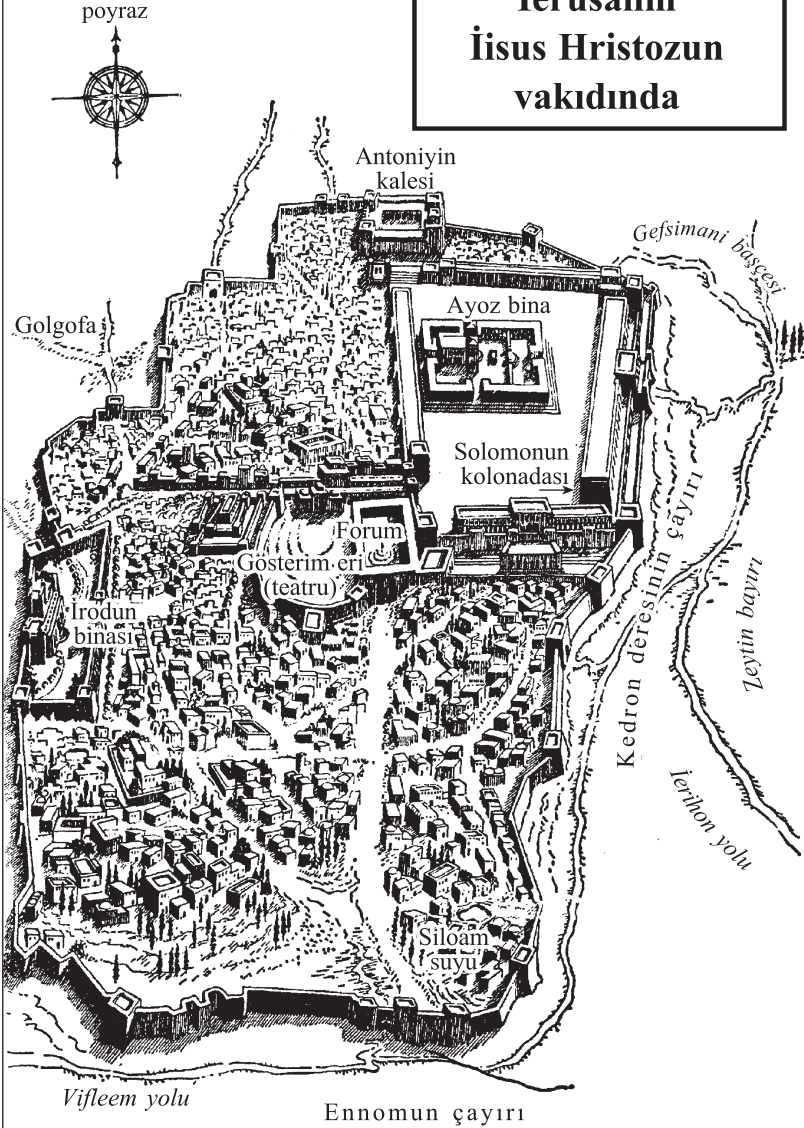 poyraz
Ierusalim
İisus Hristozun
vakıdında
Antoniyin
kalesi
Gefsimani başçesi
Golgofa
Ayoz bina
Solomonun
kolonadası
Forum
Gösterim eri
(teatru)
İrodun
binası
Kedron deresinin çayırı
Zeytin bayırı
İerihon yolu
Siloam
suyu
Vifleem yolu
Ennomun çayırı